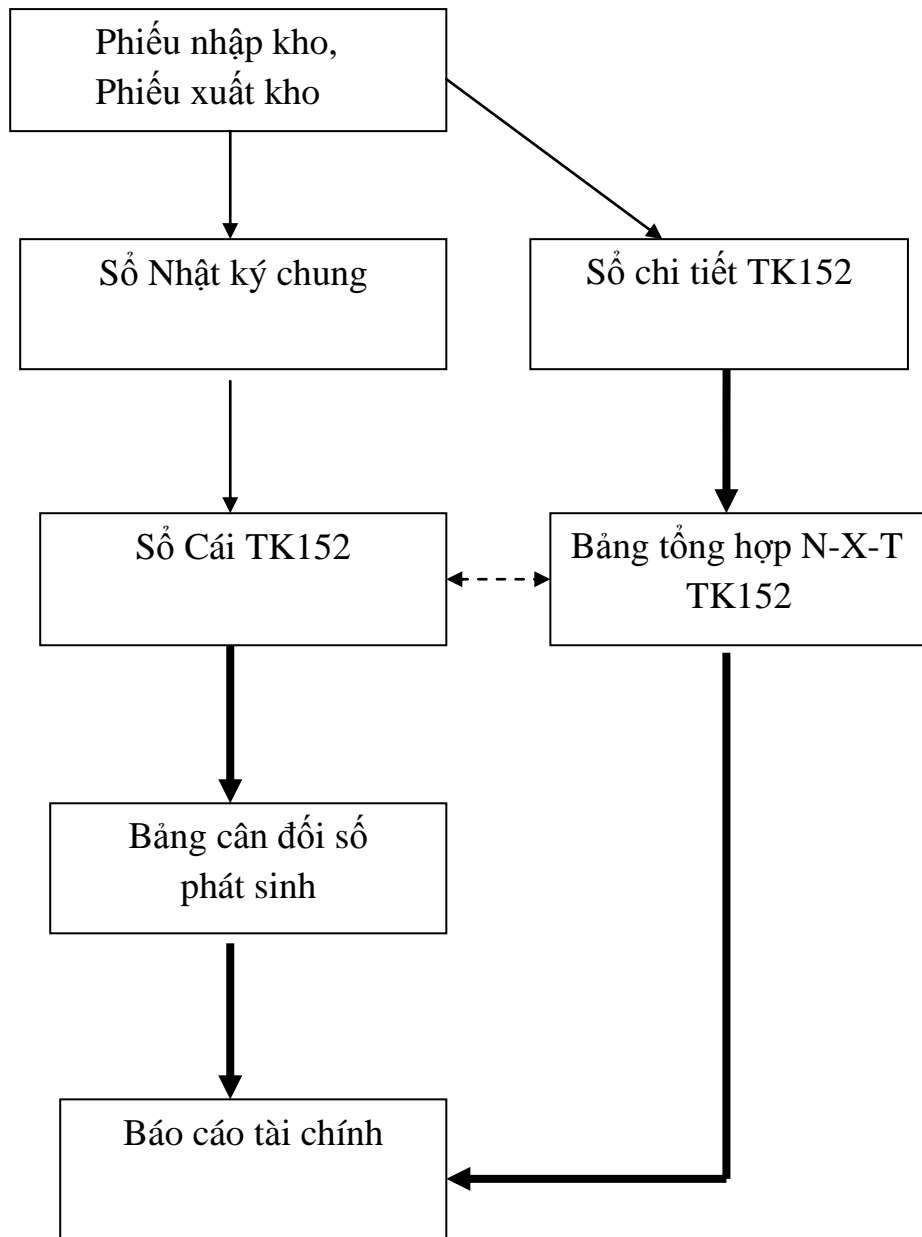 Phiếu nhập kho,
Phiếu xuất kho
Sổ Nhật ký chung
Sổ chi tiết TK152
Sổ Cái TK152
Bảng tổng hợp N-X-T
TK152
Bảng cân đối số
phát sinh
Báo cáo tài chính